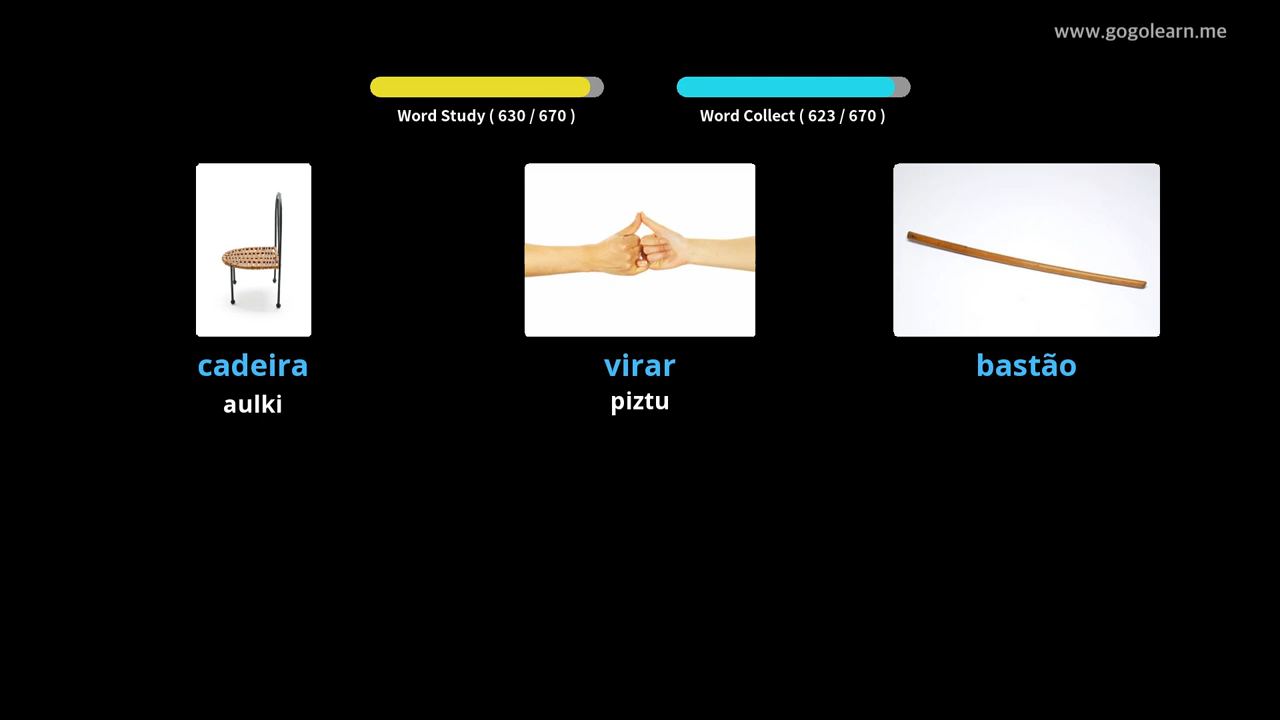 www.gogolearn.me
Word Study ( 630 / 670 )
Word Collect ( 623 / 670 )
cadeira
virar
bastão
aulki
piztu